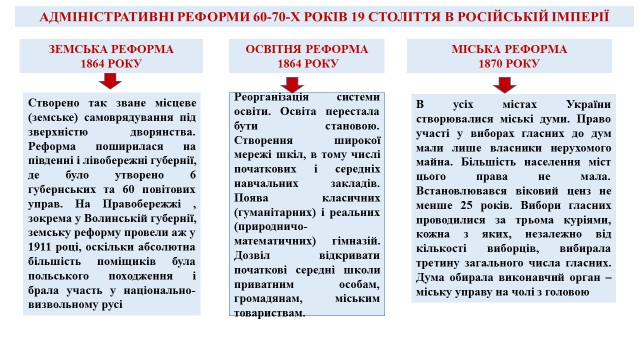 АДМІНІСТРАТИВНІ РЕФОРМИ 60-70-Х РОКІВ 19 СТОЛІТТЯ В РОСІЙСЬКІЙ ІМПЕРІЇ
ЗЕМСЬКА РЕФОРМА
1864 РОКУ
Створено так зване місцеве
(земське) самоврядування під
зверхністю дворянства.
Реформа поширилася на
південні і лівобережні губернії,
де було утворено 6
губернських та 60 повітових
управ. На Правобережжі ,
зокрема у Волинській губернії,
земську реформу провели аж у
1911 році, оскільки абсолютна
більшість поміщиків була
польського походження і
брала участь у національно-
визвольному русі
ОСВІТНЯ РЕФОРМА
1864 РОКУ
Реорганізація системи
освіти. Освіта перестала
бути становою.
Створення широкої
мережі шкіл, в тому числі
початкових і середніх
навчальних закладів.
Поява класичних
(гуманітарних) і реальних
(природничо-
математичних) гімназій.
Дозвіл відкривати
початкові середні школи
приватним особам,
громадянам, міським
товариствам.
МІСЬКА РЕФОРМА
1870 РОКУ
В усіх містах України
створювалися міські думи. Право
участі у виборах гласних до дум
мали лише власники нерухомого
майна. Більшість населення міст
цього права не мала.
Встановлювався віковий ценз не
менше 25 років. Вибори гласних
проводилися за трьома куріями,
кожна з яких, незалежно від
кількості виборців, вибирала
третину загального числа гласних.
Дума обирала виконавчий орган –
міську управу на чолі з головою